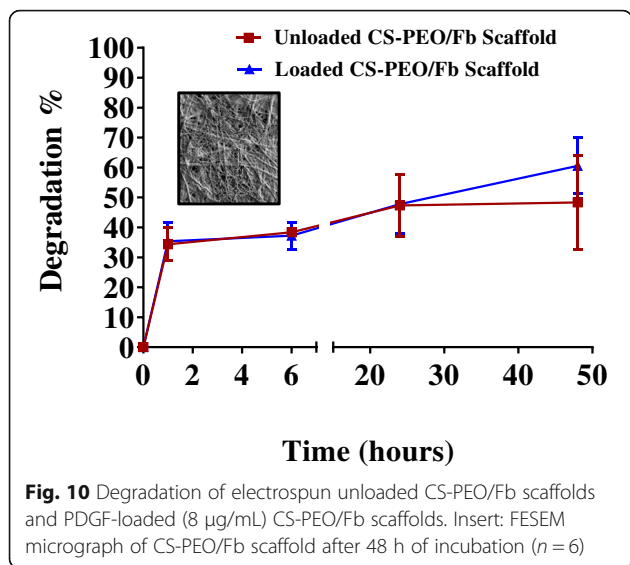 100
90
80
70
60
50
40
30
20
10
0
Degradation %
Unloaded CS-PEO/Fb Scaffold
Loaded CS-PEO/Fb Scaffold
0 2 4 6 20 30 40 50
Time (hours)
Fig. 10 Degradation of electrospun unloaded CS-PEO/Fb scaffolds
and PDGF-loaded (8 μg/mL) CS-PEO/Fb scaffolds. Insert: FESEM
micrograph of CS-PEO/Fb scaffold after 48 h of incubation (n = 6)